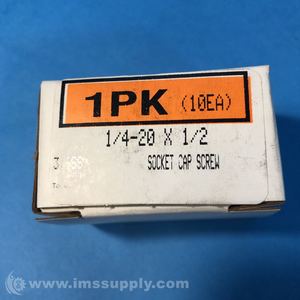 1PK (10EA)
1/4-20 X 1/2
SOCKET CAP SCREW
www.imssupply.com